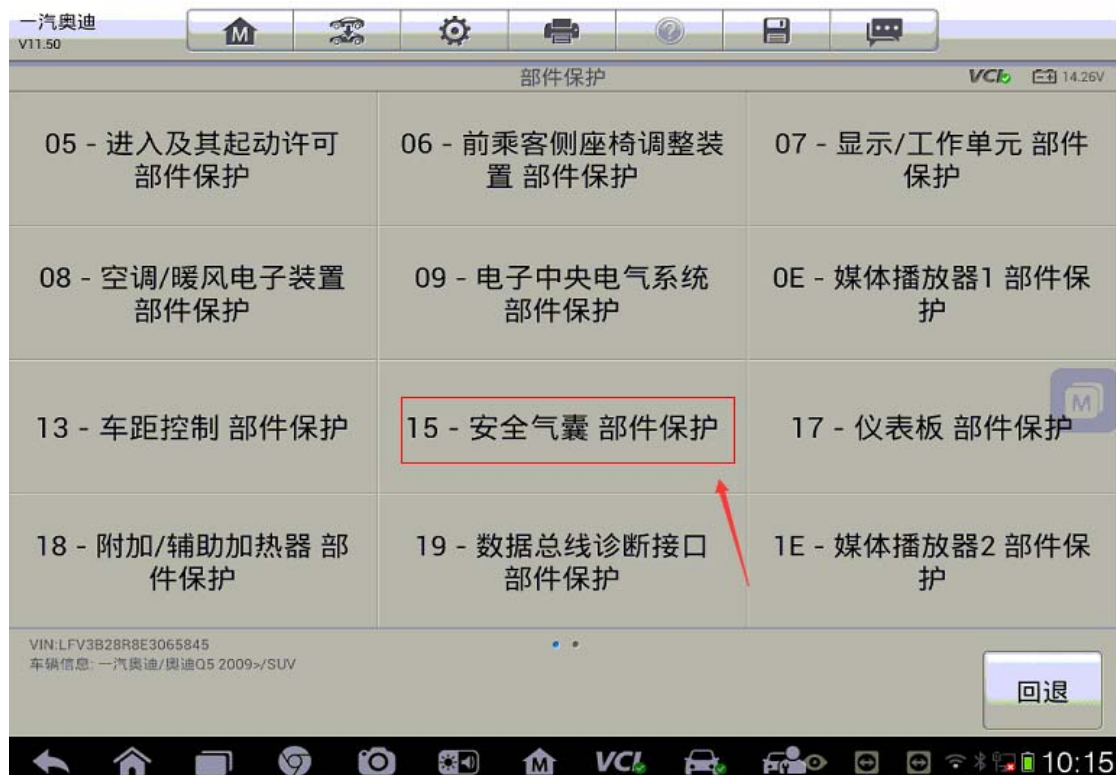 一汽奥迪
V11.50
M
部件保护
VCI 14.26V
05 - 进入及其起动许可
部件保护
06 - 前乘客侧座椅调整装
置 部件保护
07 - 显示/工作单元 部件
保护
08 - 空调/暖风电子装置
部件保护
09 - 电子中央电气系统
部件保护
0E - 媒体播放器1 部件保
护
13 - 车距控制 部件保护
15 - 安全气囊 部件保护
17 - 仪表板 部件保护
M
18 - 附加/辅助加热器 部
件保护
19 - 数据总线诊断接口
部件保护
1E - 媒体播放器2 部件保
护
VIN:LFV3B28R8E3065845
车辆信息: 一汽奥迪/奥迪Q5 2009>/SUV
回退
M
VCI
10:15